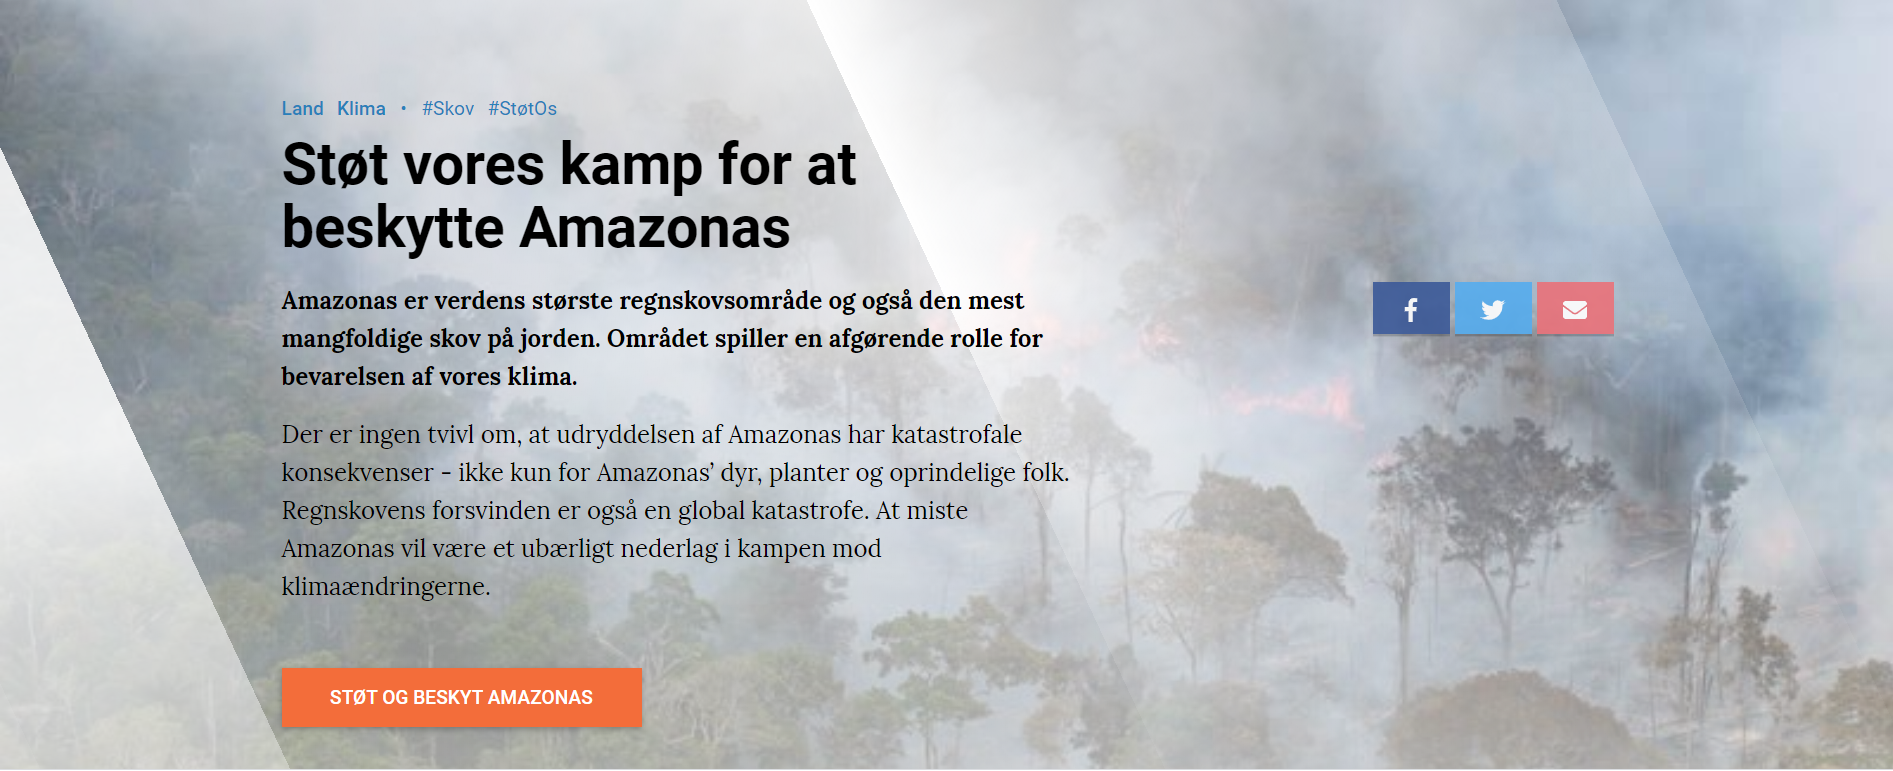 Land Klima • #Skov #StøtOs
Støt vores kamp for at
beskytte Amazonas
Amazonas er verdens største regnskovsområde og også den mest
mangfoldige skov på jorden. Området spiller en afgørende rolle for
bevarelsen af vores klima.
Der er ingen tvivl om, at udryddelsen af Amazonas har katastrofale
konsekvenser - ikke kun for Amazonas’ dyr, planter og oprindelige folk.
Regnskovens forsvinden er også en global katastrofe. At miste
Amazonas vil være et ubærligt nederlag i kampen mod
klimaændringerne.
STØT OG BESKYT AMAZONAS